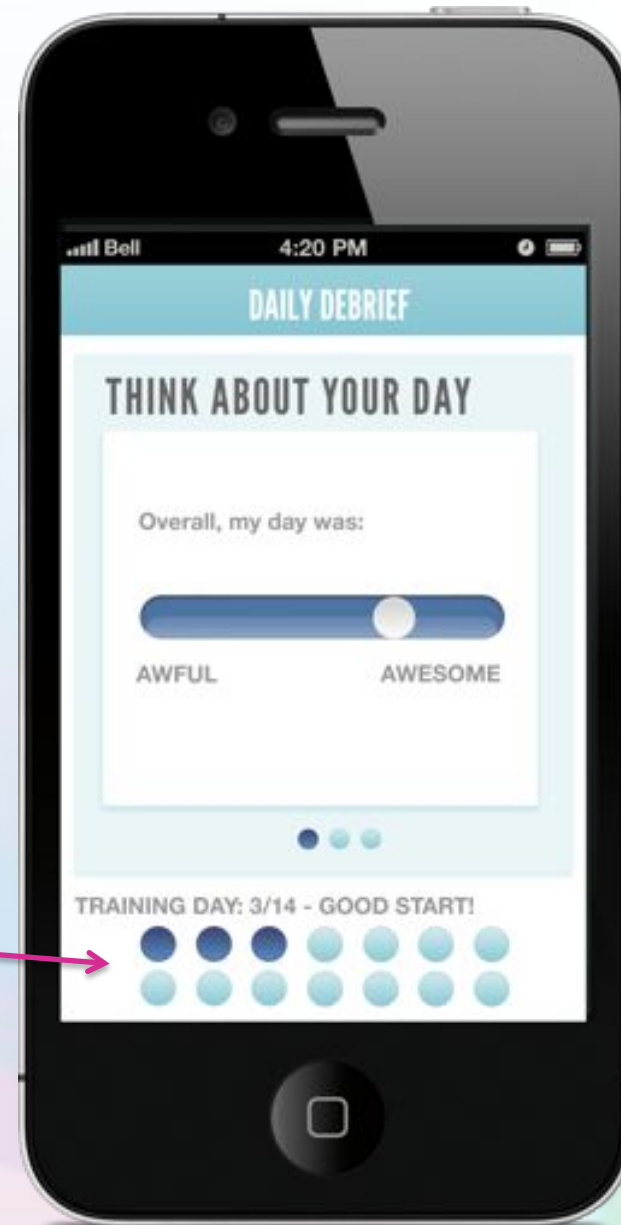 Bell 4:20 PM
DAILY DEBRIEF
THINK ABOUT YOUR DAY
Overall, my day was:
AWFUL AWESOME
TRAINING DAY: 3/14 - GOOD START!